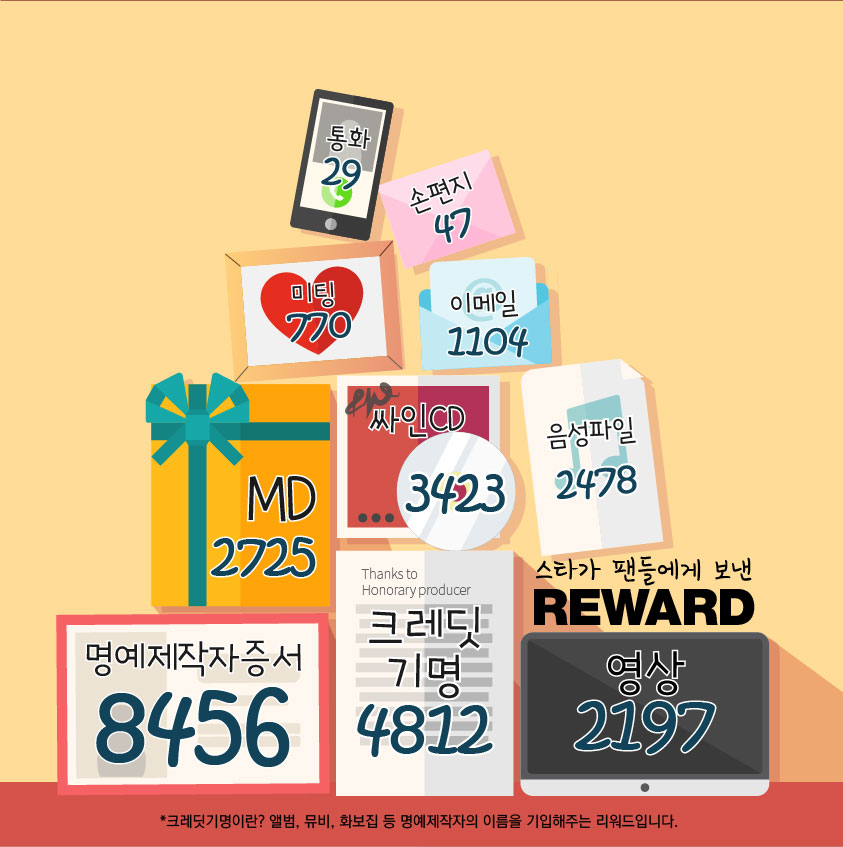 통화
29
손편지
47
미팅
770
이메일
1104
싸인CD
3423
음성파일
2478
MD
2725
스타가 팬들에게 보낸
REWARD
Thanks to
Honorary producer
크레딧
기명
4812
명예제작자증서
8456
영상
2197
*크레딧기명이란? 앨범, 뮤비, 화보집 등 명예제작자의 이름을 기입해주는 리워드입니다.